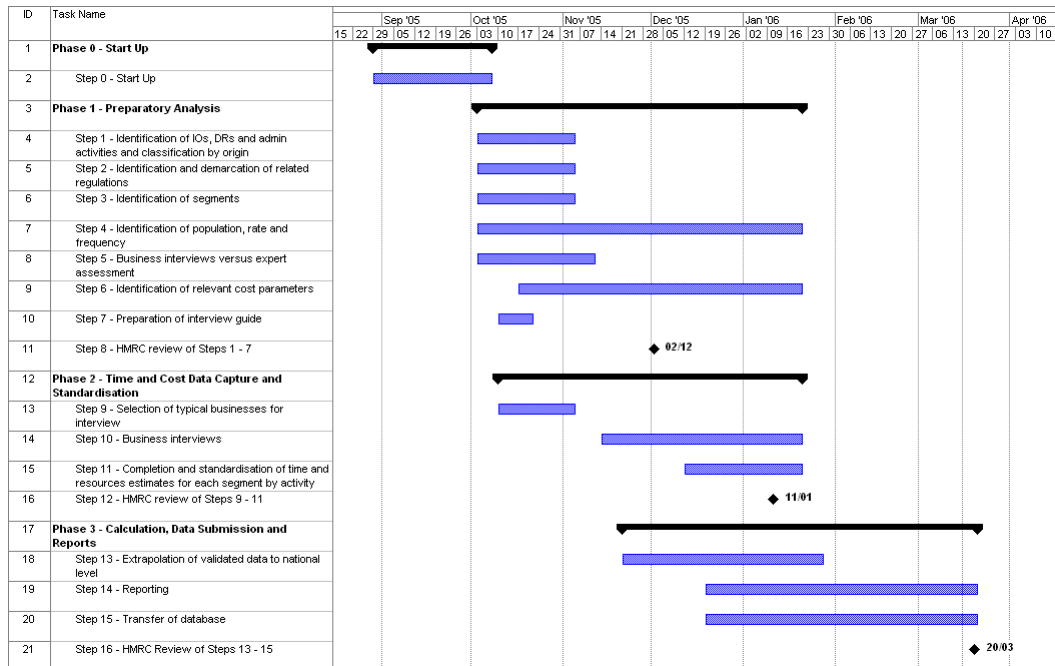 ID Task Name Sep '05 Oct '05 Nov '05 Dec '05 Jan '06 Feb '06 Mar '06 Apr '06
15 22 29 05 12 19 26 03 10 17 24 31 07 14 21 28 05 12 19 26 02 09 16 23 30 06 13 20 27 06 13 20 27 03 10
1 Phase 0 - Start Up
2 Step 0 - Start Up
3 Phase 1 - Preparatory Analysis
4 Step 1 - Identification of IOs, DRs and admin
activities and classification by origin
5 Step 2 - Identification and demarcation of related
regulations
6 Step 3 - Identification of segments
7 Step 4 - Identification of population, rate and
frequency
8 Step 5 - Business interviews versus expert
assessment
9 Step 6 - Identification of relevant cost parameters
10 Step 7 - Preparation of interview guide
11 Step 8 - HMRC review of Steps 1 - 7 02/12
12 Phase 2 - Time and Cost Data Capture and
Standardisation
13 Step 9 - Selection of typical businesses for
interview
14 Step 10 - Business interviews
15 Step 11 - Completion and standardisation of time and
resources estimates for each segment by activity
16 Step 12 - HMRC review of Steps 9 - 11 11/01
17 Phase 3 - Calculation, Data Submission and
Reports
18 Step 13 - Extrapolation of validated data to national
level
19 Step 14 - Reporting
20 Step 15 - Transfer of database
21 Step 16 - HMRC Review of Steps 13 - 15 20/03